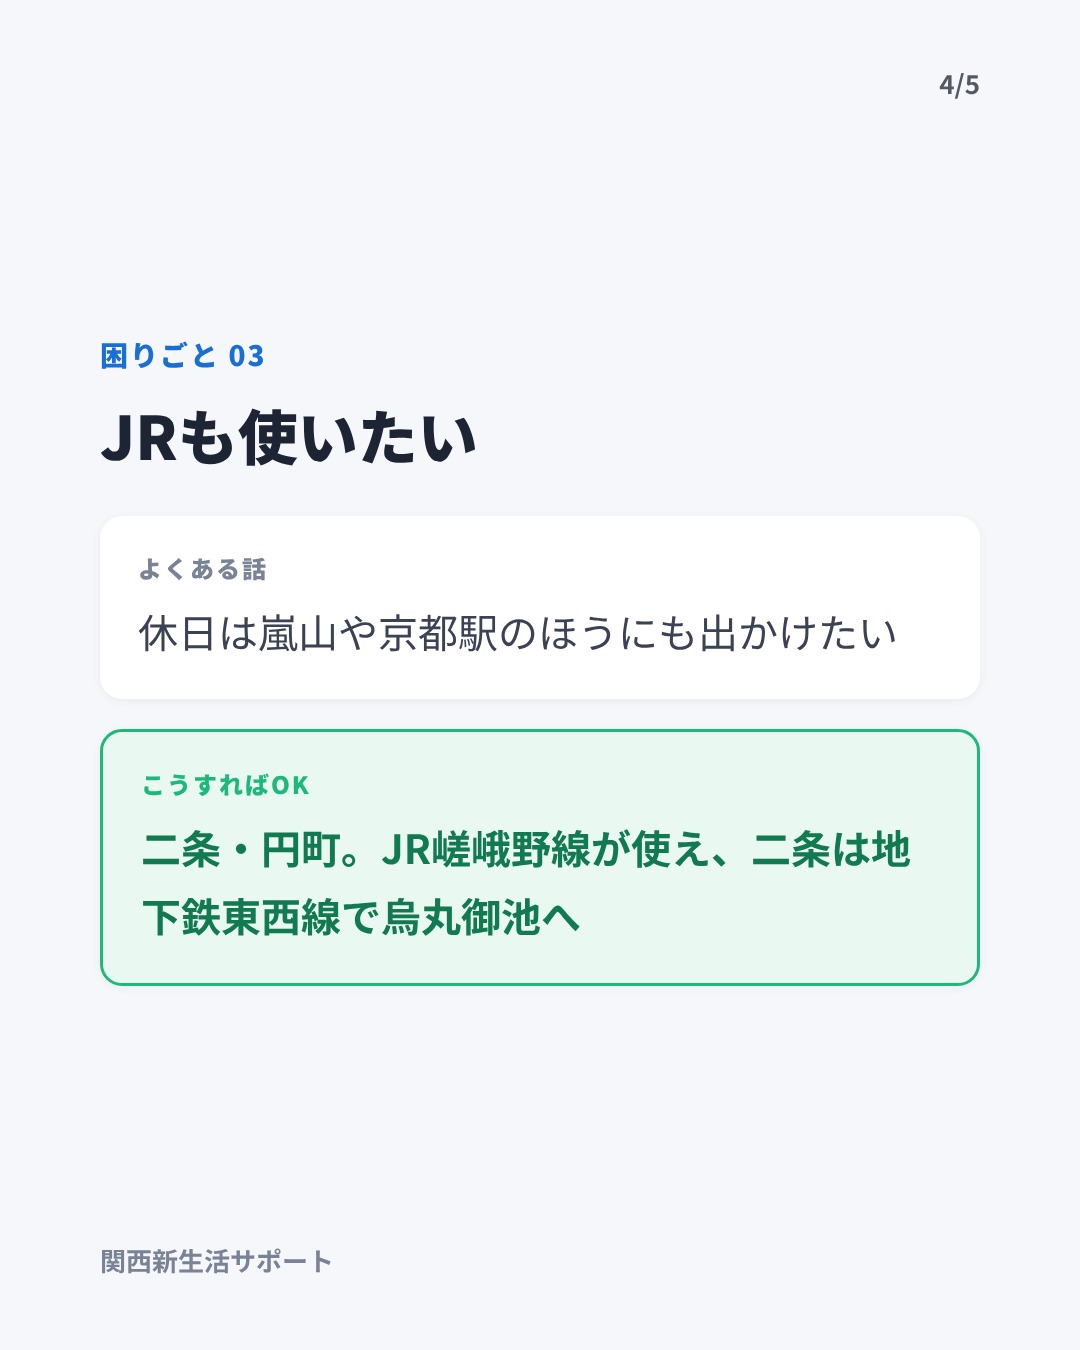 4/5
困りごと 03
JRも使いたい
よくある話
休日は嵐山や京都駅のほうにも出かけたい
こうすればOK
二条・円町。JR嵯峨野線が使え、二条は地
下鉄東西線で烏丸御池へ
関西新生活サポート